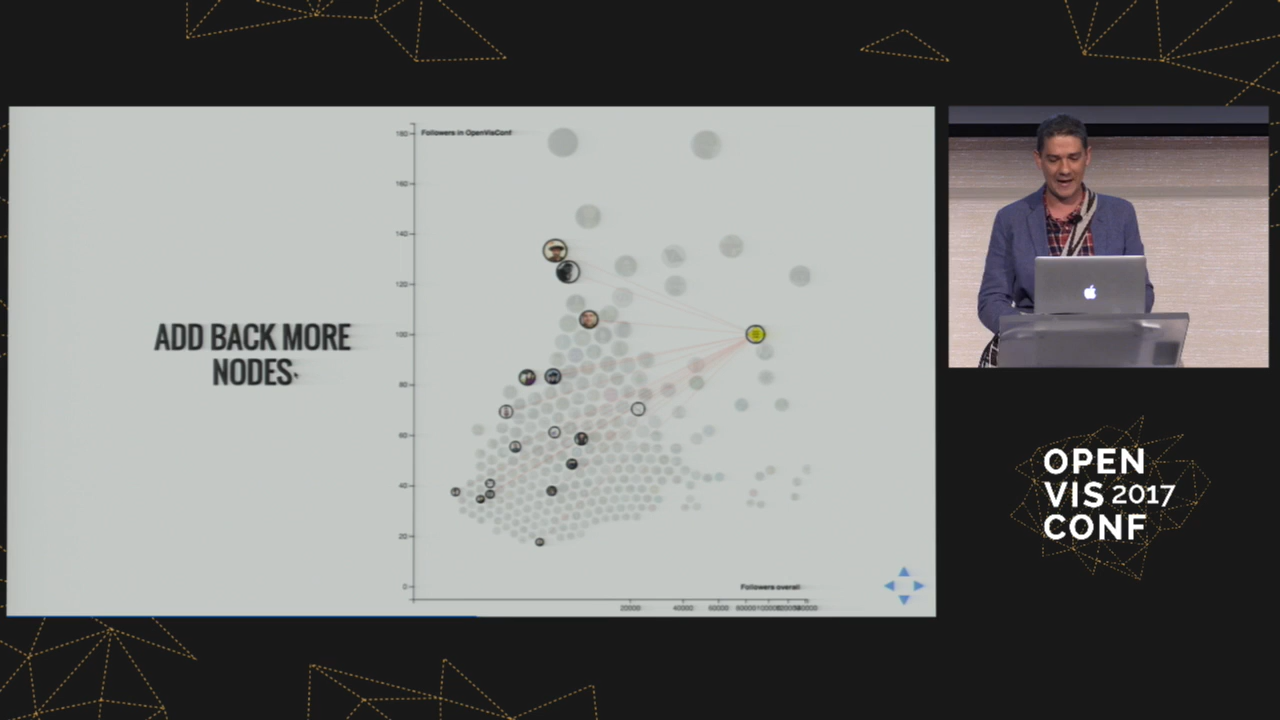 ADD BACK MORE
NODES
Followers in OpenVisConf
180
160
140
120
100
80
60
40
20
0
Followers overall
20000
40000
60000
80000
OPEN
VIS 2017
CONF